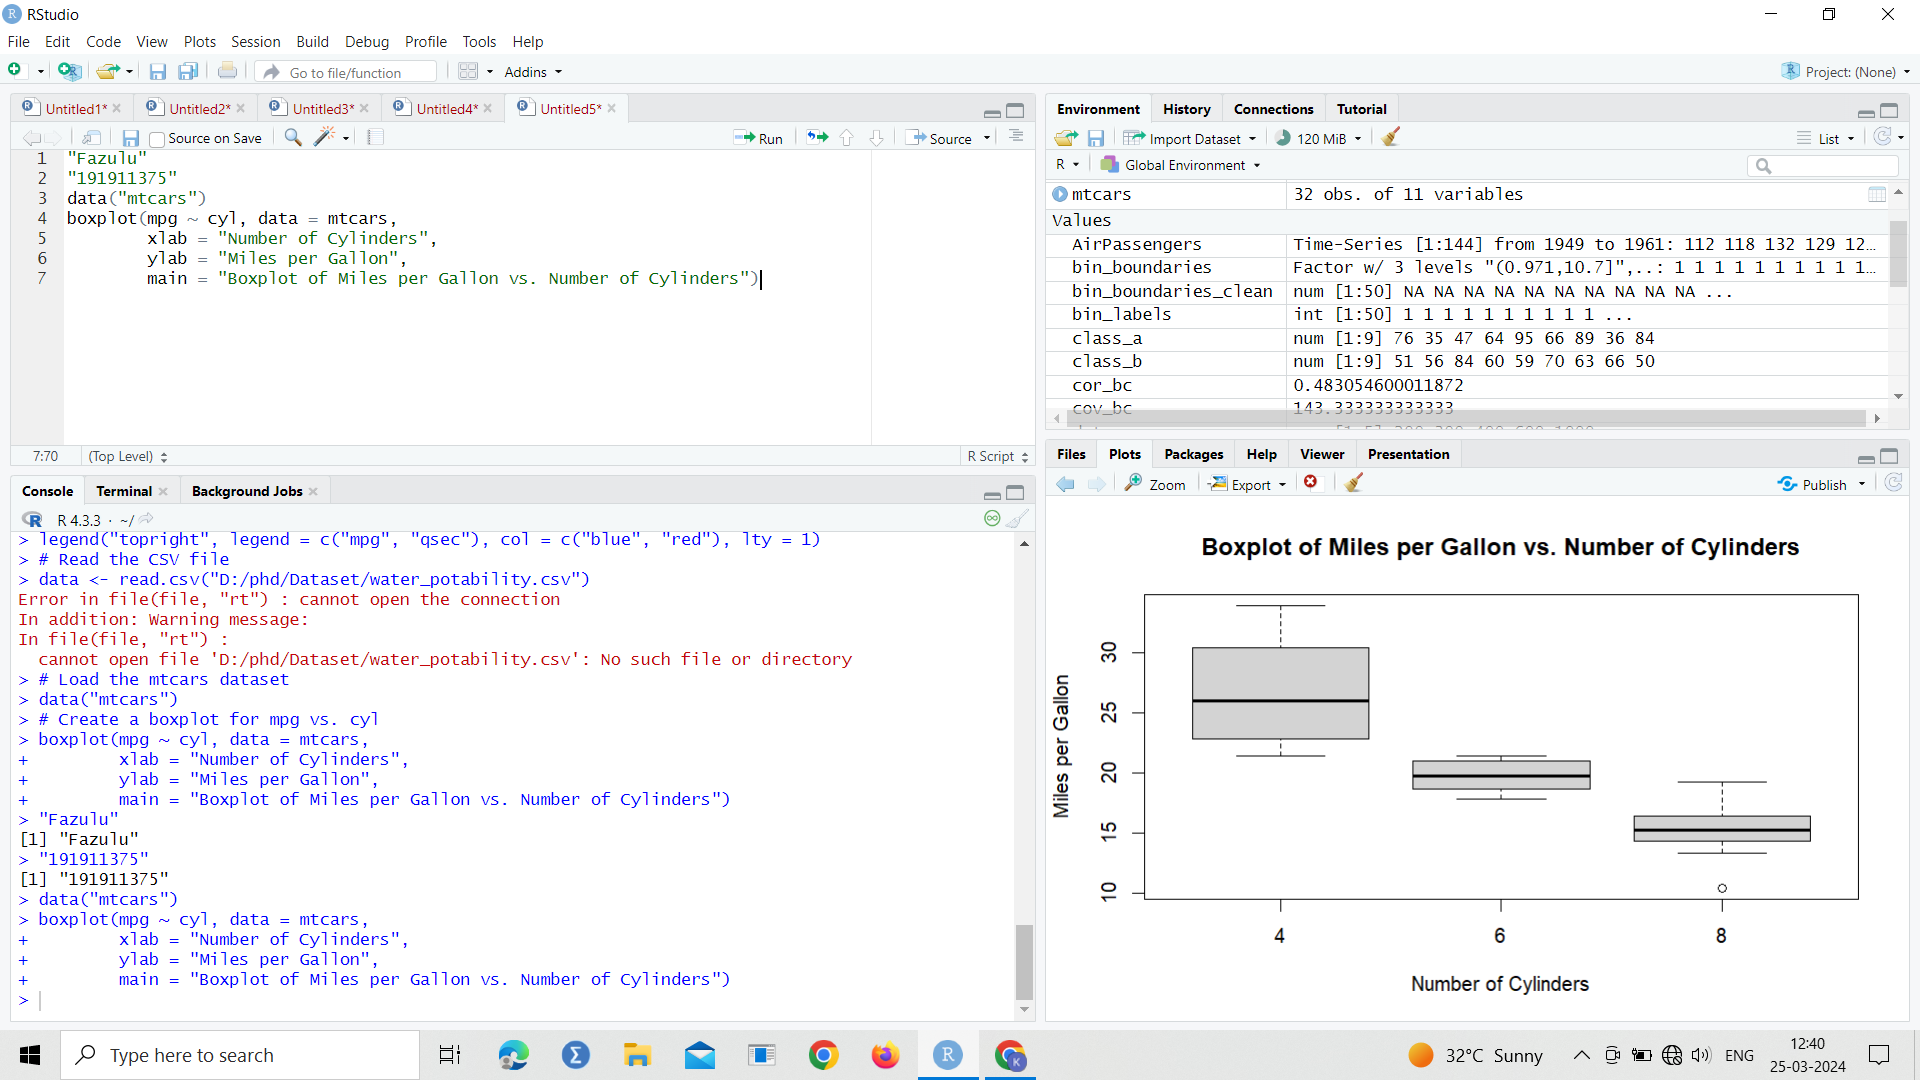 RStudio
File Edit Code View Plots Session Build Debug Profile Tools Help
Go to file/function Addins Project: (None)
Untitled1* Untitled2* Untitled3* Untitled4* Untitled5*
Source on Save Run Source
1 "Fazulu"
2 "191911375"
3 data("mtcars")
4 boxplot(mpg ~ cyl, data = mtcars,
5 xlab = "Number of Cylinders",
6 ylab = "Miles per Gallon",
7 main = "Boxplot of Miles per Gallon vs. Number of Cylinders")
7:70 (Top Level) R Script
Console Terminal Background Jobs
R 4.3.3 · ~/
> legend("topright", legend = c("mpg", "qsec"), col = c("blue", "red"), lty = 1)
> # Read the CSV file
> data <- read.csv("D:/phd/Dataset/water_potability.csv")
Error in file(file, "rt") : cannot open the connection
In addition: Warning message:
In file(file, "rt") :
cannot open file 'D:/phd/Dataset/water_potability.csv': No such file or directory
> # Load the mtcars dataset
> data("mtcars")
> # Create a boxplot for mpg vs. cyl
> boxplot(mpg ~ cyl, data = mtcars,
+ xlab = "Number of Cylinders",
+ ylab = "Miles per Gallon",
+ main = "Boxplot of Miles per Gallon vs. Number of Cylinders")
> "Fazulu"
[1] "Fazulu"
> "191911375"
[1] "191911375"
> data("mtcars")
> boxplot(mpg ~ cyl, data = mtcars,
+ xlab = "Number of Cylinders",
+ ylab = "Miles per Gallon",
+ main = "Boxplot of Miles per Gallon vs. Number of Cylinders")
>
Environment History Connections Tutorial
Import Dataset 120 MiB List
R Global Environment
mtcars 32 obs. of 11 variables
Values
AirPassengers Time-Series [1:144] from 1949 to 1961: 112 118 132 129 12…
bin_boundaries Factor w/ 3 levels "(0.971,10.7]",..: 1 1 1 1 1 1 1 1 1 1…
bin_boundaries_clean num [1:50] NA NA NA NA NA NA NA NA NA NA ...
bin_labels int [1:50] 1 1 1 1 1 1 1 1 1 1 ...
class_a num [1:9] 76 35 47 64 95 66 89 36 84
class_b num [1:9] 51 56 84 60 59 70 63 66 50
cor_bc 0.483054600011872
cov_bc 143.333333333333
Files Plots Packages Help Viewer Presentation
Zoom Export Publish
Boxplot of Miles per Gallon vs. Number of Cylinders
Miles per Gallon
30
25
20
15
10
4 6 8
Number of Cylinders
Type here to search
32°C Sunny ENG
12:40
25-03-2024